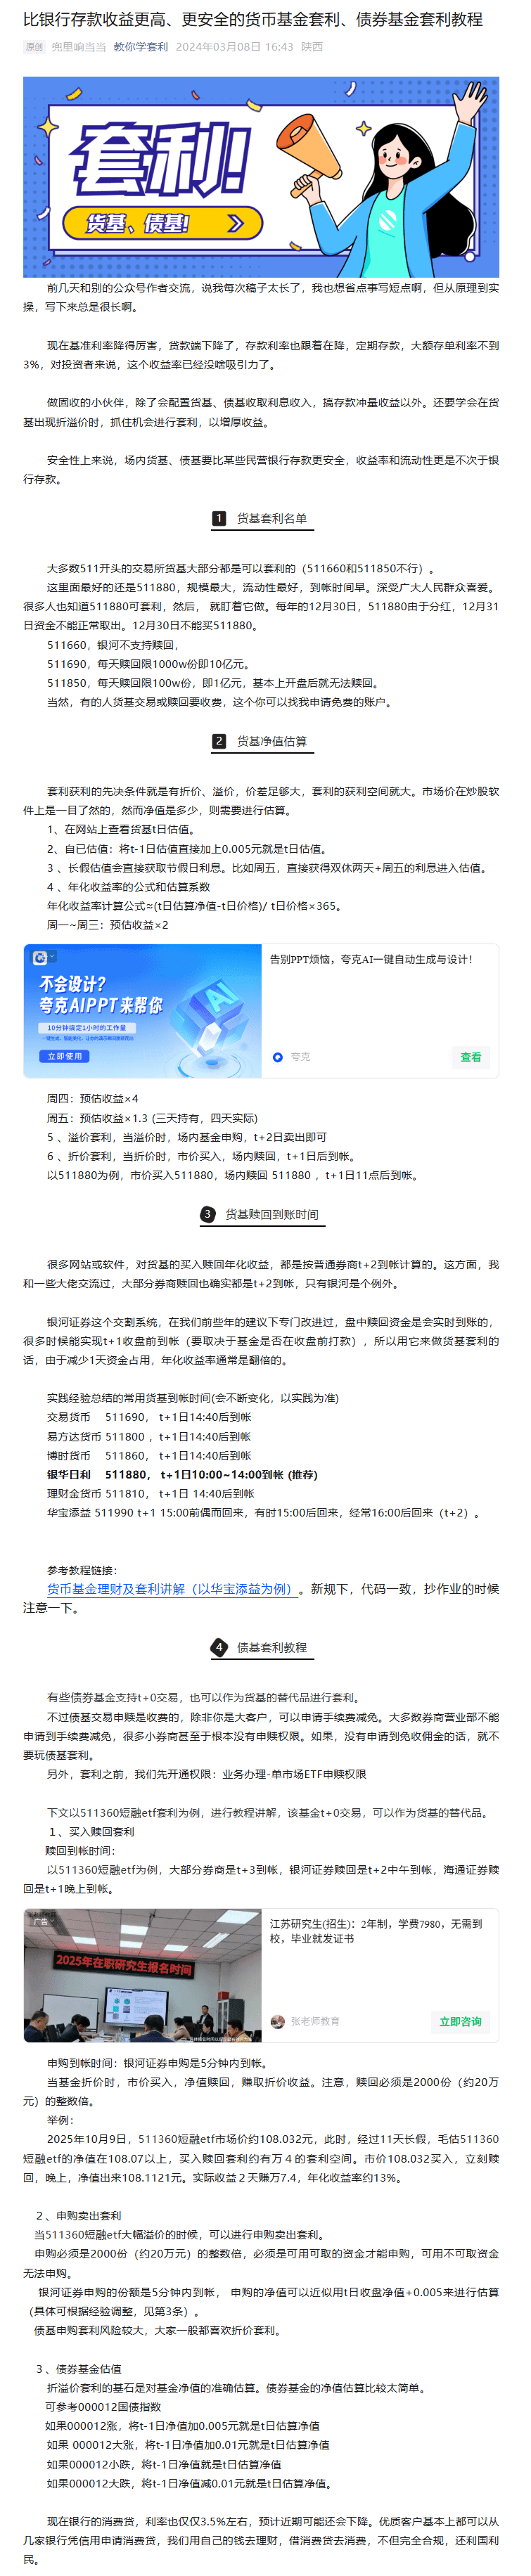 比银行存款收益更高、更安全的货币基金套利、债券基金套利教程
原创 兜里响当当 教你学套利 2024年03月08日 16:43 陕西
套利!
货基、债基!
前几天和别的公众号作者交流，说我每次稿子太长了，我也想省点事写短点啊，但从原理到实
操，写下来总是很长啊。
现在基准利率降得厉害，贷款端下降了，存款利率也跟着在降，定期存款，大额存单利率不到
3%，对投资者来说，这个收益率已经没啥吸引力了。
做固收的小伙伴，除了会配置货基、债基收取利息收入，搞存款冲量收益以外。还要学会在货
基出现折溢价时，抓住机会进行套利，以增厚收益。
安全性上来说，场内货基、债基要比某些民营银行存款更安全，收益率和流动性更是不次于银
行存款。
1 货基套利名单
大多数511开头的交易所货基大部分都是可以套利的（511660和511850不行）。
这里面最好的还是511880，规模最大，流动性最好，到帐时间早。深受广大人民群众喜爱。
很多人也知道511880可套利，然后， 就盯着它做。每年的12月30日，511880由于分红，12月31
日资金不能正常取出。12月30日不能买511880。
511660，银河不支持赎回，
511690，每天赎回限1000w份即10亿元。
511850，每天赎回限100w份，即1亿元，基本上开盘后就无法赎回。
当然，有的人货基交易或赎回要收费，这个你可以找我申请免费的账户。
2 货基净值估算
套利获利的先决条件就是有折价、溢价，价差足够大，套利的获利空间就大。市场价在炒股软
件上是一目了然的，然而净值是多少，则需要进行估算。
1、在网站上查看货基t日估值。
2、自已估值：将t-1日估值直接加上0.005元就是t日估值。
3 、长假估值会直接获取节假日利息。比如周五，直接获得双休两天+周五的利息进入估值。
4 、年化收益率的公式和估算系数
年化收益率计算公式≈(t日估算净值-t日价格)/ t日价格×365。
周一~周三：预估收益×2
不会设计?
夸克AIPPT来帮你
10分钟搞定1小时的工作量
立即使用
AI
告别PPT烦恼，夸克AI一键自动生成与设计!
夸克
查看
周四：预估收益×4
周五：预估收益×1.3 (三天持有，四天实际)
5 、溢价套利，当溢价时，场内基金申购，t+2日卖出即可
6 、折价套利，当折价时，市价买入，场内赎回，t+1日后到帐。
以511880为例，市价买入511880，场内赎回 511880 ，t+1日11点后到帐。
3 货基赎回到账时间
很多网站或软件，对货基的买入赎回年化收益，都是按普通券商t+2到帐计算的。这方面，我
和一些大佬交流过，大部分券商赎回也确实都是t+2到帐，只有银河是个例外。
银河证券这个交割系统，在我们前些年的建议下专门改进过，盘中赎回资金是会实时到账的，
很多时候能实现t+1收盘前到帐（要取决于基金是否在收盘前打款），所以用它来做货基套利的
话，由于减少1天资金占用，年化收益率通常是翻倍的。
实践经验总结的常用货基到帐时间(会不断变化，以实践为准)
交易货币 511690， t+1日14:40后到帐
易方达货币 511800 ，t+1日14:40后到帐
博时货币 511860， t+1日14:40后到帐
银华日利 511880， t+1日10:00~14:00到帐 (推荐)
理财金货币 511810， t+1日 14:40后到帐
华宝添益 511990 t+1 15:00前偶而回来，有时15:00后回来，经常16:00后回来（t+2）。
参考教程链接：
货币基金理财及套利讲解（以华宝添益为例）。新规下，代码一致，抄作业的时候
注意一下。
4 债基套利教程
有些债券基金支持t+0交易，也可以作为货基的替代品进行套利。
不过债基交易申赎是收费的，除非你是大客户，可以申请手续费减免。大多数券商营业部不能
申请到手续费减免，很多小券商甚至于根本没有申赎权限。如果，没有申请到免收佣金的话，就不
要玩债基套利。
另外，套利之前，我们先开通权限：业务办理-单市场ETF申赎权限
下文以511360短融etf套利为例，进行教程讲解，该基金t+0交易，可以作为货基的替代品。
１、买入赎回套利
赎回到帐时间：
以511360短融etf为例，大部分券商是t+3到帐，银河证券赎回是t+2中午到帐，海通证券赎
回是t+1晚上到帐。
广告
2025年在职研究生报名时间
江苏研究生(招生)：2年制，学费7980，无需到
校，毕业就发证书
张老师教育
立即咨询
申购到帐时间：银河证券申购是5分钟内到帐。
当基金折价时，市价买入，净值赎回，赚取折价收益。注意，赎回必须是2000份（约20万
元）的整数倍。
举例：
2025年10月9日，511360短融etf市场价约108.032元，此时，经过11天长假，毛估511360
短融etf的净值在108.07以上，买入赎回套利约有万４的套利空间。市价108.032买入，立刻赎
回，晚上，净值出来108.1121元。实际收益２天赚万7.4，年化收益率约13%。
２、申购卖出套利
当511360短融etf大幅溢价的时候，可以进行申购卖出套利。
申购必须是2000份（约20万元）的整数倍，必须是可用可取的资金才能申购，可用不可取资金
无法申购。
银河证券申购的份额是5分钟内到帐， 申购的净值可以近似用t日收盘净值+0.005来进行估算
（具体可根据经验调整，见第3条）。
债基申购套利风险较大，大家一般都喜欢折价套利。
３、债券基金估值
折溢价套利的基石是对基金净值的准确估算。债券基金的净值估算比较太简单。
可参考000012国债指数
如果000012涨，将t-1日净值加0.005元就是t日估算净值
如果 000012大涨，将t-1日净值加0.01元就是t日估算净值
如果000012小跌，将t-1日净值就是t日估算净值
如果000012大跌，将t-1日净值减0.01元就是t日估算净值。
现在银行的消费贷，利率也仅仅3.5%左右，预计近期可能还会下降。优质客户基本上都可以从
几家银行凭信用申请消费贷，我们用自己的钱去理财，借消费贷去消费，不但完全合规，还利国利
民。